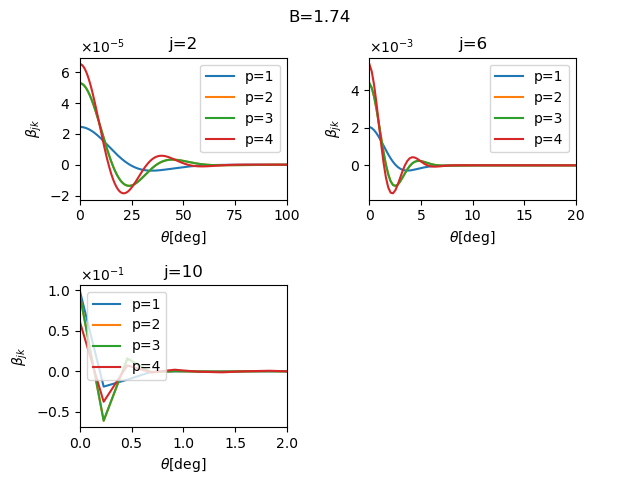 B=1.74
×10⁻⁵
j=2
6
4
2
0
−2
β_jk
p=1
p=2
p=3
p=4
0
25
50
75
100
θ[deg]
×10⁻³
j=6
4
2
0
β_jk
p=1
p=2
p=3
p=4
0
5
10
15
20
θ[deg]
×10⁻¹
j=10
1.0
0.5
0.0
−0.5
β_jk
p=1
p=2
p=3
p=4
0.0
0.5
1.0
1.5
2.0
θ[deg]